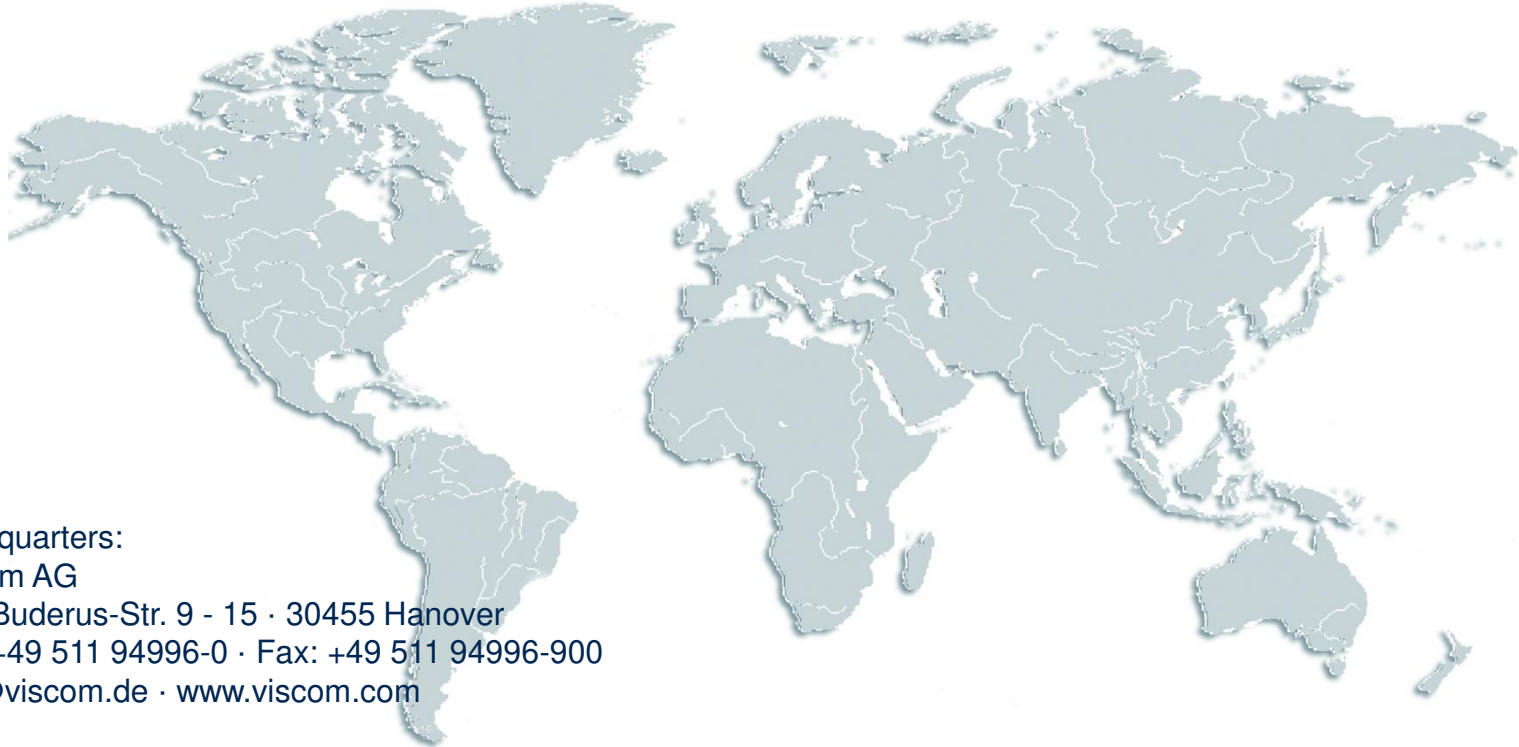 quarters:
m AG
Buderus-Str. 9 - 15 · 30455 Hanover
49 511 94996-0 · Fax: +49 511 94996-900
viscom.de · www.viscom.com